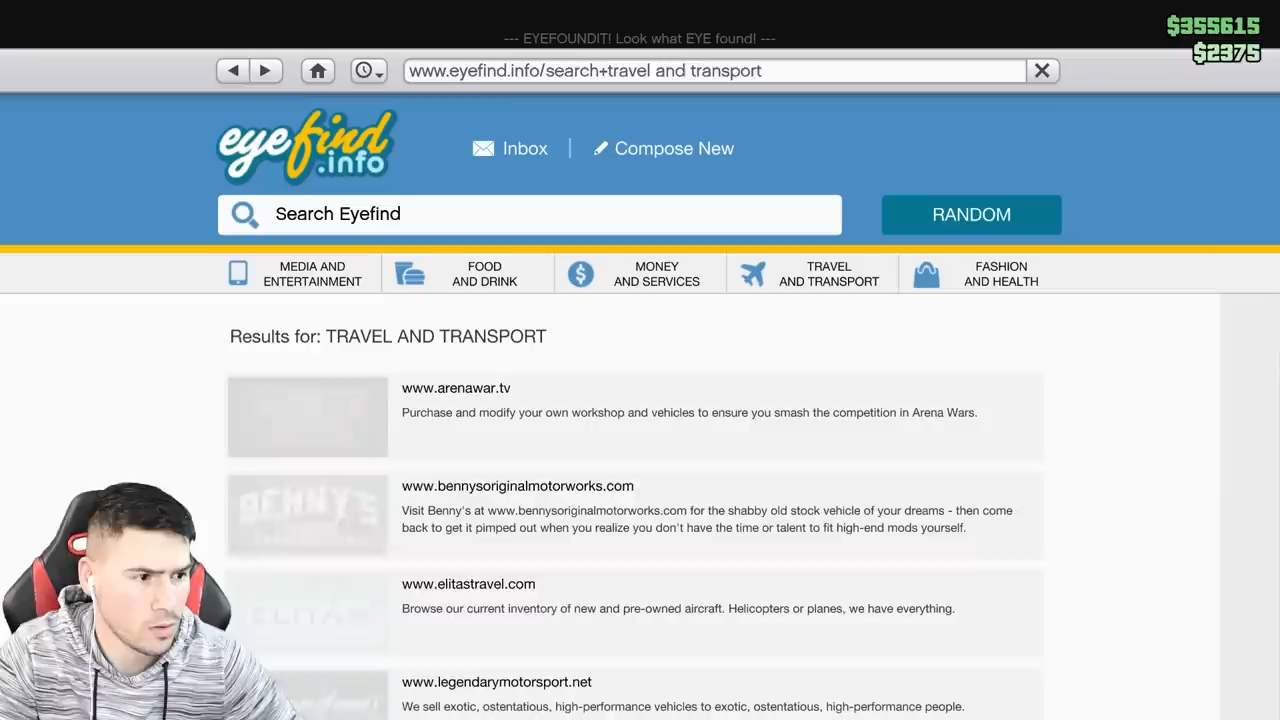 $355615
--- EYEFOUNDIT! Look what EYE found! ---
$2375
www.eyefind.info/search+travel and transport
eyefind
.info
Inbox
Compose New
Search Eyefind
RANDOM
MEDIA AND
ENTERTAINMENT
FOOD
AND DRINK
MONEY
AND SERVICES
TRAVEL
AND TRANSPORT
FASHION
AND HEALTH
Results for: TRAVEL AND TRANSPORT
www.arenawar.tv
Purchase and modify your own workshop and vehicles to ensure you smash the competition in Arena Wars.
BENNY'S
www.bennysoriginalmotorworks.com
Visit Benny's at www.bennysoriginalmotorworks.com for the shabby old stock vehicle of your dreams - then come
back to get it pimped out when you realize you don't have the time or talent to fit high-end mods yourself.
www.elitastravel.com
Browse our current inventory of new and pre-owned aircraft. Helicopters or planes, we have everything.
www.legendarymotorsport.net
We sell exotic, ostentatious, high-performance vehicles to exotic, ostentatious, high-performance people.